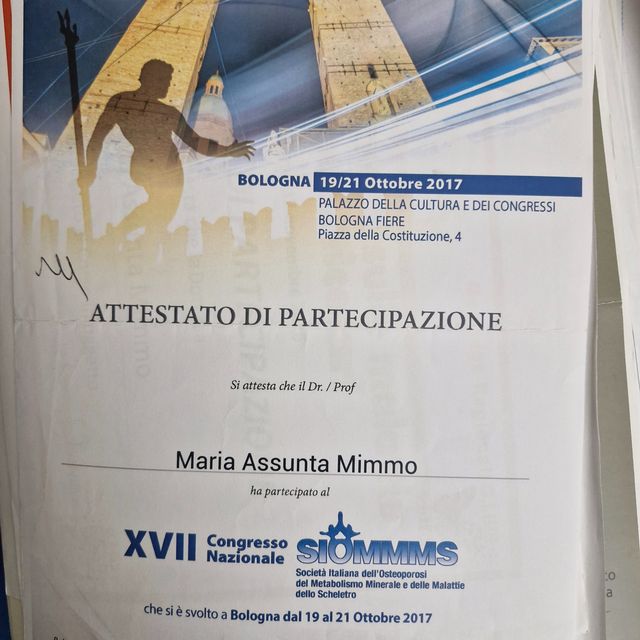 BOLOGNA 19/21 Ottobre 2017
PALAZZO DELLA CULTURA E DEI CONGRESSI
BOLOGNA FIERE
Piazza della Costituzione, 4
ATTESTATO DI PARTECIPAZIONE
Si attesta che il Dr. / Prof
Maria Assunta Mimmo
ha partecipato al
XVII Congresso Nazionale
SIOMMMS
Società Italiana dell'Osteoporosi
del Metabolismo Minerale e delle Malattie
dello Scheletro
che si è svolto a Bologna dal 19 al 21 Ottobre 2017